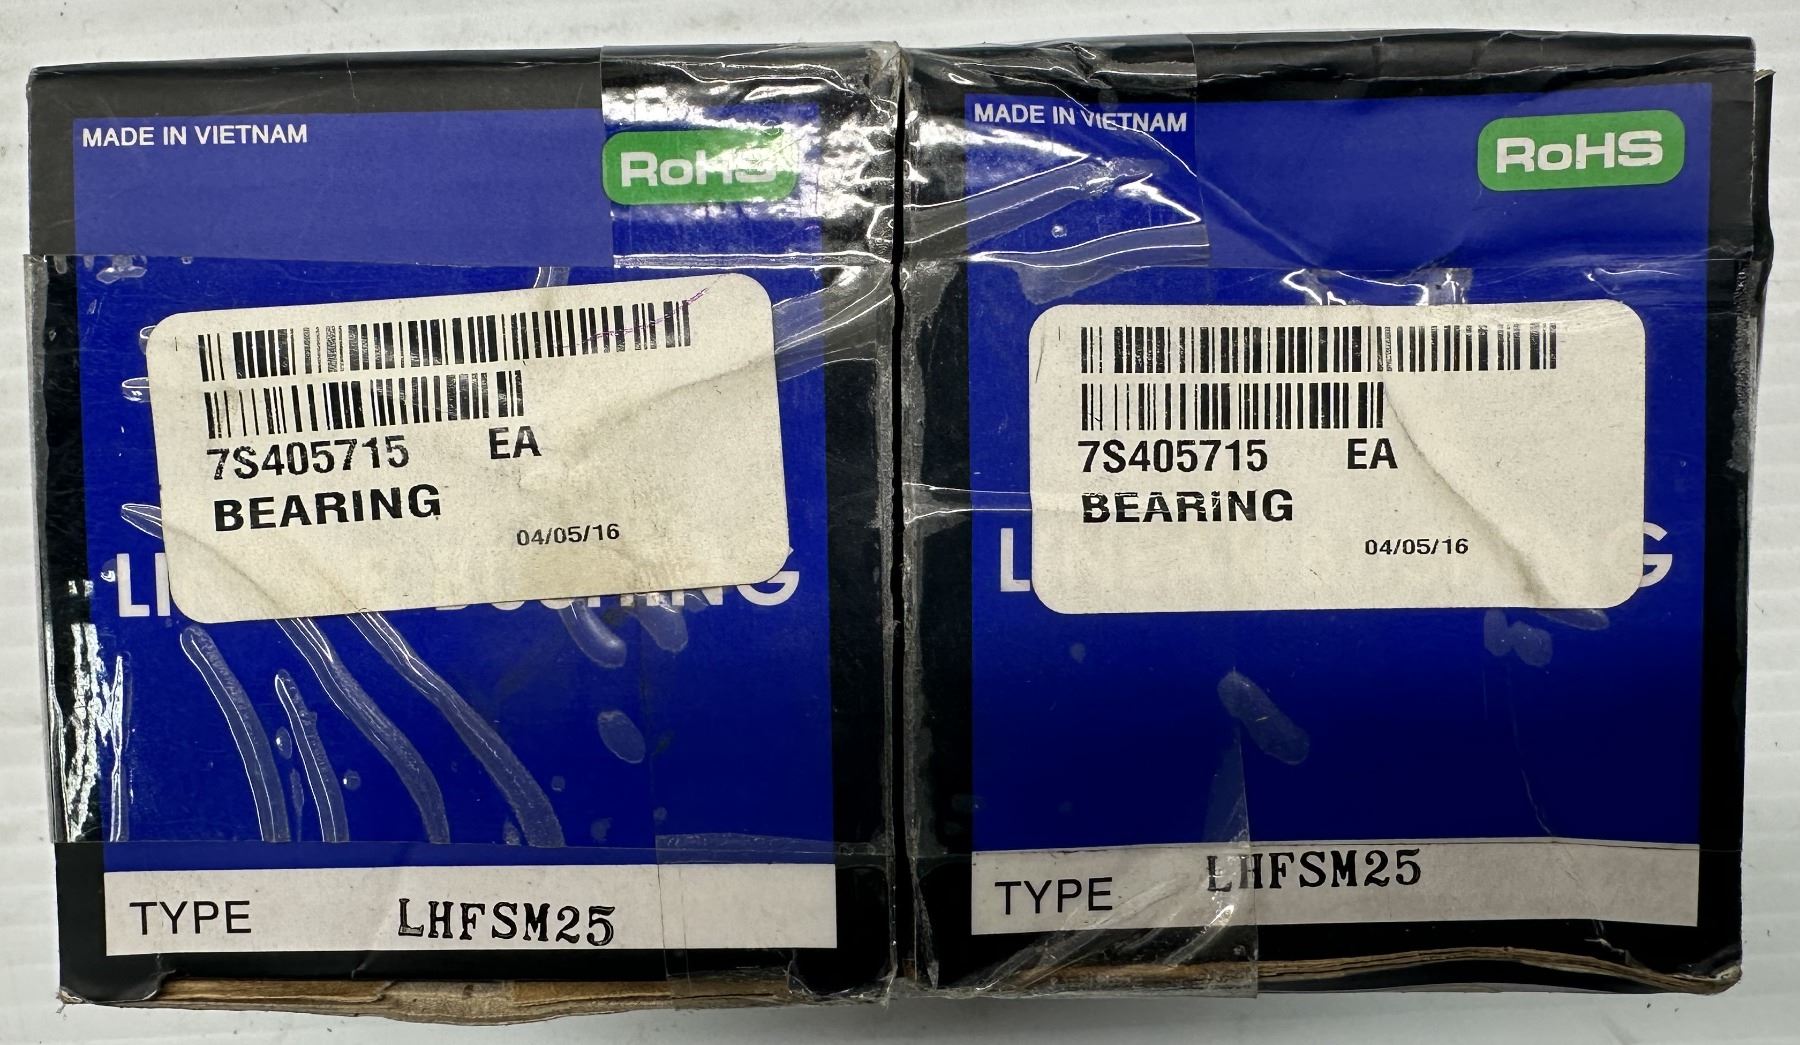 MADE IN VIETNAM
RoHS
7S405715 EA
BEARING
04/05/16
TYPE LHFSM25
MADE IN VIETNAM
RoHS
7S405715 EA
BEARING
04/05/16
TYPE LHFSM25